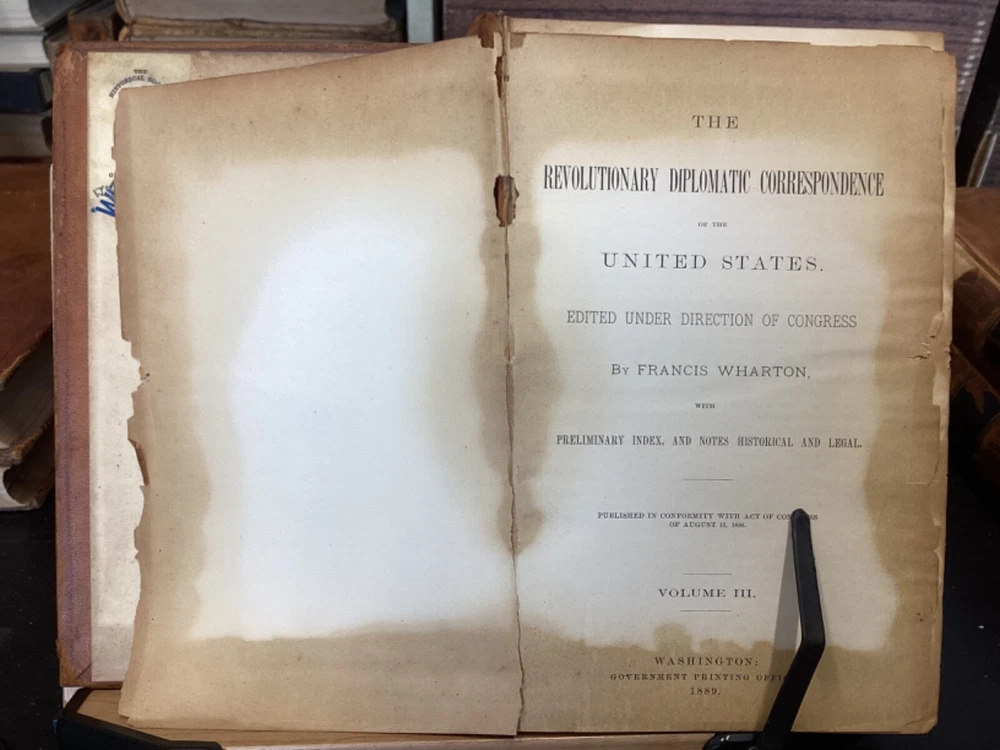 THE
HISTORICAL
THE
REVOLUTIONARY DIPLOMATIC CORRESPONDENCE
OF THE
UNITED STATES.
EDITED UNDER DIRECTION OF CONGRESS
By FRANCIS WHARTON,
WITH
PRELIMINARY INDEX, AND NOTES HISTORICAL AND LEGAL.
PUBLISHED IN CONFORMITY WITH ACT OF
OF AUGUST 13, 1888.
VOLUME III.
WASHINGTON:
GOVERNMENT PRINTING
1889.